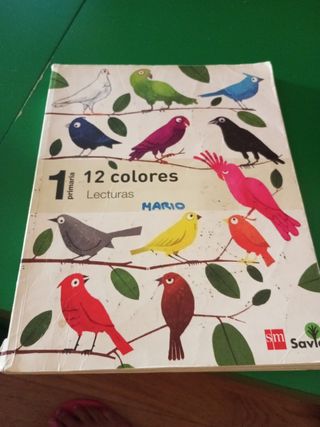 1 primaria
12 colores
Lecturas
MARIO
sm
Savia